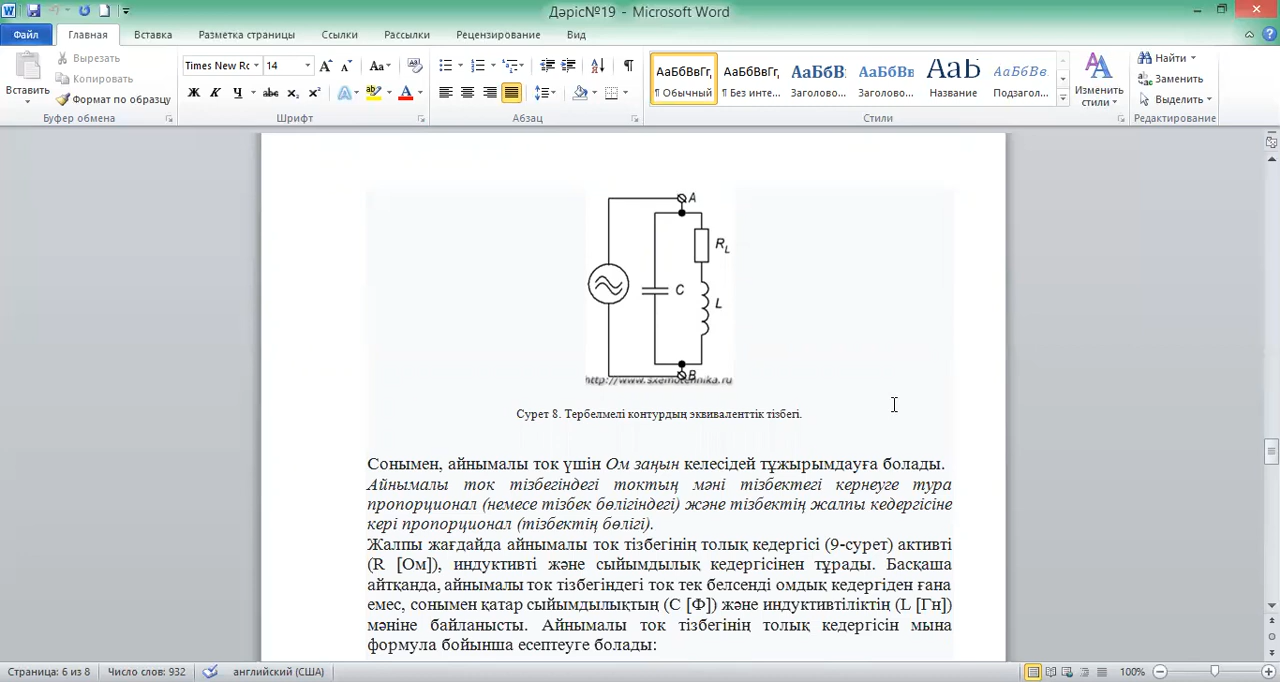 Дәріс№19 - Microsoft Word
Файл Главная Вставка Разметка страницы Ссылки Рассылки Рецензирование Вид
Вставить
Вырезать
Копировать
Формат по образцу
Буфер обмена
Times New Rc 14
Ж К Ч abc x₂ x²
Шрифт
Абзац
АаБбВвГг, АаБбВвГг, АаБбВ: АаБбВв АаБ АаБбВв.
¶ Обычный ¶ Без инте... Заголово... Заголово... Название Подзагол...
Изменить стили
Стили
Найти
Заменить
Выделить
Редактирование
A
R_L
C
L
B
http://www.sxemotehnika.ru
Сурет 8. Тербелмелі контурдың эквиваленттік тізбегі.
Сонымен, айнымалы ток үшін Ом заңын келесідей тұжырымдауға болады.
Айнымалы ток тізбегіндегі токтың мәні тізбектегі кернеуге тура
пропорционал (немесе тізбек бөлігіндегі) және тізбектің жалпы кедергісіне
кері пропорционал (тізбектің бөлігі).
Жалпы жағдайда айнымалы ток тізбегінің толық кедергісі (9-сурет) активті
(R [Ом]), индуктивті және сыйымдылық кедергісінен тұрады. Басқаша
айтқанда, айнымалы ток тізбегіндегі ток тек белсенді омдық кедергіден ғана
емес, сонымен қатар сыйымдылықтың (C [Ф]) және индуктивтіліктің (L [Гн])
мәніне байланысты. Айнымалы ток тізбегінің толық кедергісін мына
формула бойынша есептеуге болады:
Страница: 6 из 8 Число слов: 932 английский (США) 100%